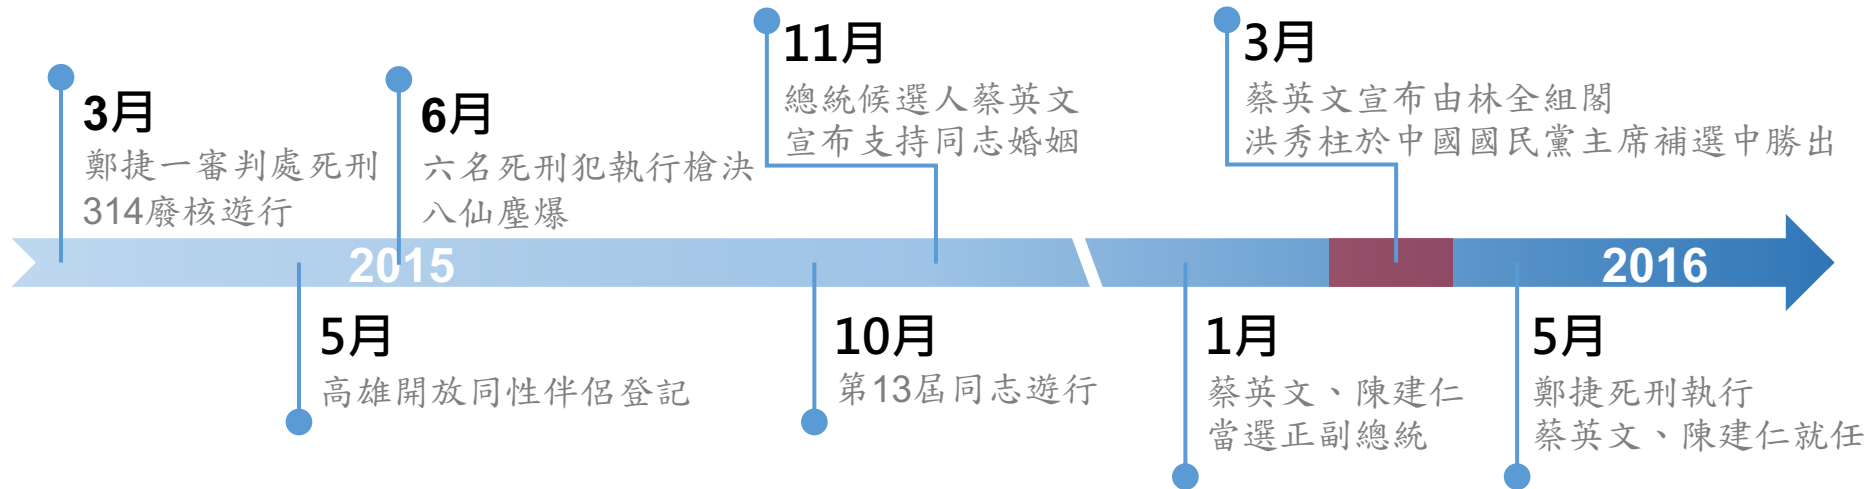 3月
鄭捷一審判處死刑
314廢核遊行
6月
六名死刑犯執行槍決
八仙塵爆
11月
總統候選人蔡英文
宣布支持同志婚姻
3月
蔡英文宣布由林全組閣
洪秀柱於中國國民黨主席補選中勝出
2015
2016
5月
高雄開放同性伴侶登記
10月
第13屆同志遊行
1月
蔡英文、陳建仁
當選正副總統
5月
鄭捷死刑執行
蔡英文、陳建仁就任